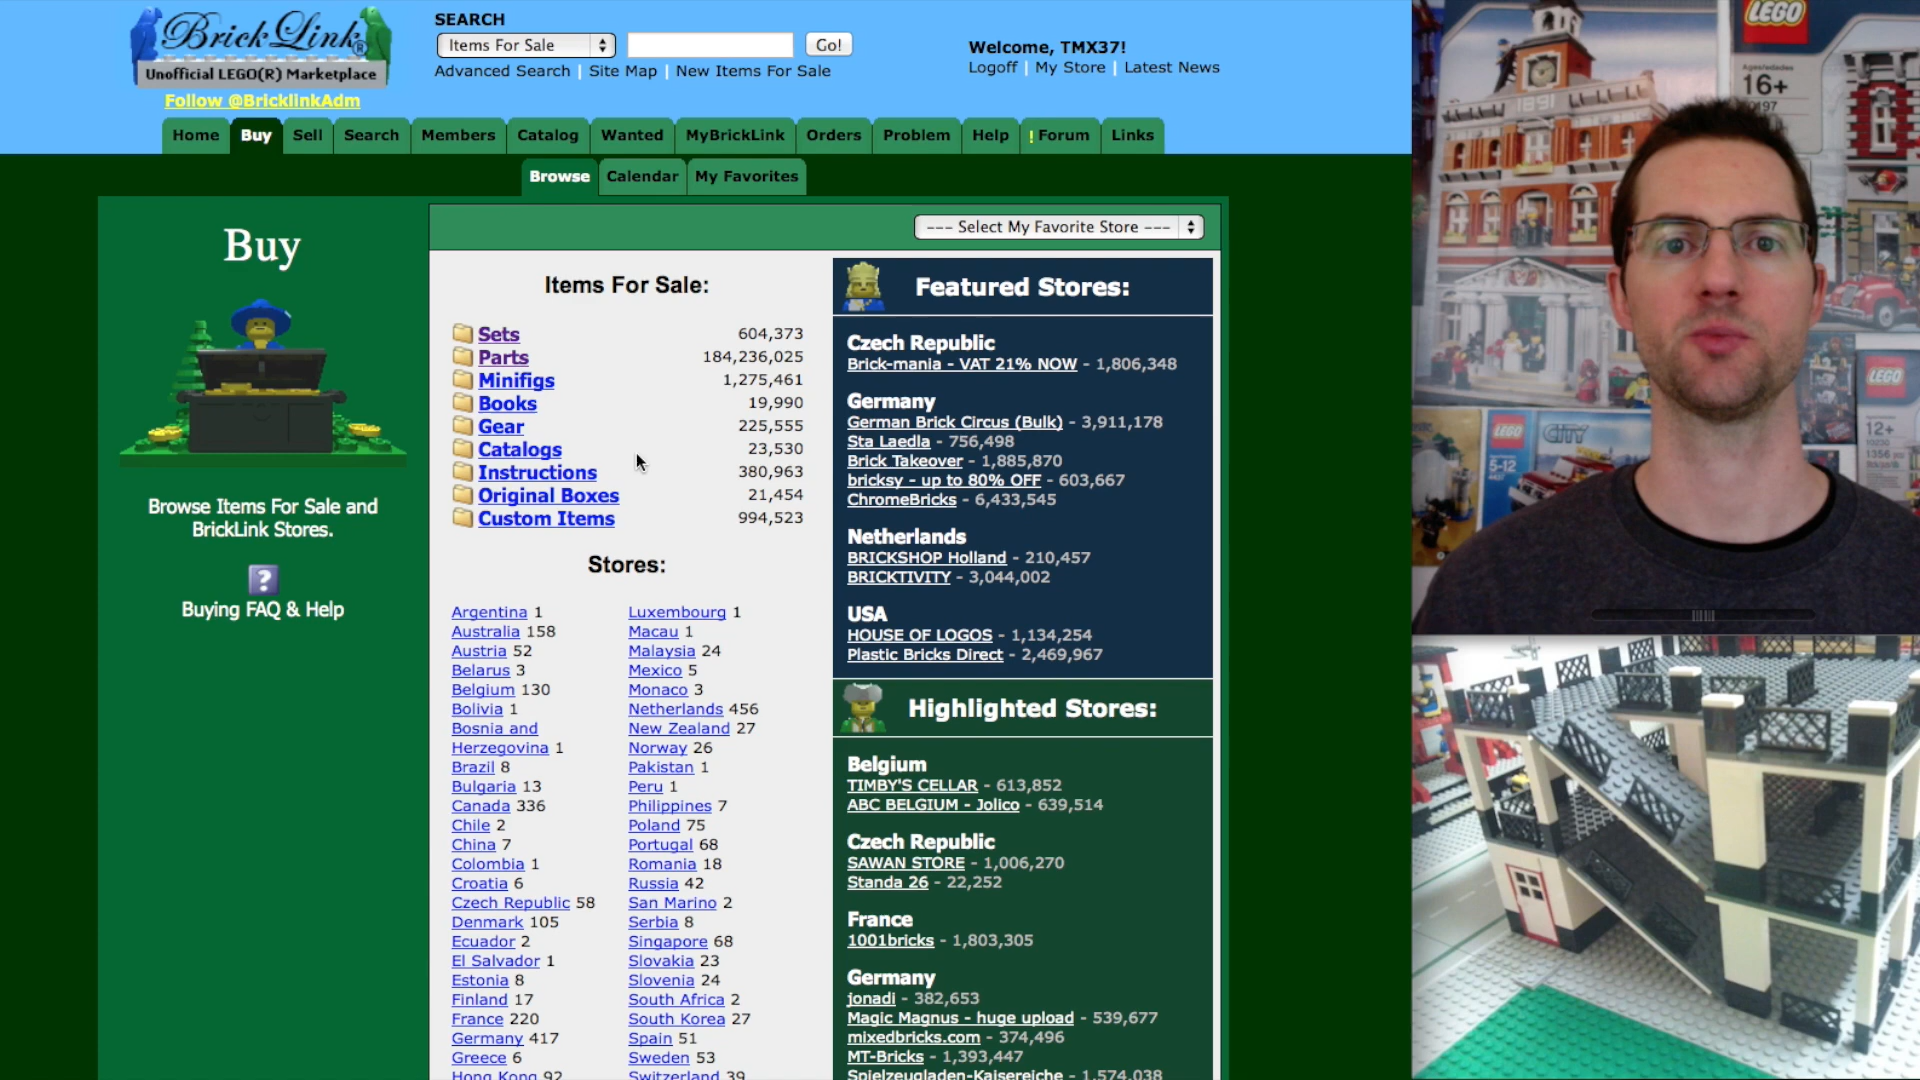 BrickLink®
Unofficial LEGO(R) Marketplace
Follow @BricklinkAdm
SEARCH
Items For Sale
Go!
Advanced Search | Site Map | New Items For Sale
Welcome, TMX37!
Logoff | My Store | Latest News
Home Buy Sell Search Members Catalog Wanted MyBrickLink Orders Problem Help ! Forum Links
Browse Calendar My Favorites
Buy
Browse Items For Sale and
BrickLink Stores.
?
Buying FAQ & Help
--- Select My Favorite Store ---
Items For Sale:
Sets 604,373
Parts 184,236,025
Minifigs 1,275,461
Books 19,990
Gear 225,555
Catalogs 23,530
Instructions 380,963
Original Boxes 21,454
Custom Items 994,523
Stores:
Argentina 1
Australia 158
Austria 52
Belarus 3
Belgium 130
Bolivia 1
Bosnia and
Herzegovina 1
Brazil 8
Bulgaria 13
Canada 336
Chile 2
China 7
Colombia 1
Croatia 6
Czech Republic 58
Denmark 105
Ecuador 2
El Salvador 1
Estonia 8
Finland 17
France 220
Germany 417
Greece 6
Hong Kong 92
Luxembourg 1
Macau 1
Malaysia 24
Mexico 5
Monaco 3
Netherlands 456
New Zealand 27
Norway 26
Pakistan 1
Peru 1
Philippines 7
Poland 75
Portugal 68
Romania 18
Russia 42
San Marino 2
Serbia 8
Singapore 68
Slovakia 23
Slovenia 24
South Africa 2
South Korea 27
Spain 51
Sweden 53
Switzerland 39
Featured Stores:
Czech Republic
Brick-mania - VAT 21% NOW - 1,806,348
Germany
German Brick Circus (Bulk) - 3,911,178
Sta Laedla - 756,498
Brick Takeover - 1,885,870
bricksy - up to 80% OFF - 603,667
ChromeBricks - 6,433,545
Netherlands
BRICKSHOP Holland - 210,457
BRICKTIVITY - 3,044,002
USA
HOUSE OF LOGOS - 1,134,254
Plastic Bricks Direct - 2,469,967
Highlighted Stores:
Belgium
TIMBY'S CELLAR - 613,852
ABC BELGIUM - Jolico - 639,514
Czech Republic
SAWAN STORE - 1,006,270
Standa 26 - 22,252
France
1001bricks - 1,803,305
Germany
jonadi - 382,653
Magic Magnus - huge upload - 539,677
mixedbricks.com - 374,496
MT-Bricks - 1,393,447
Spielzeugladen-Kaisereiche - 1,574,038
LEGO
Ages/edades
16+
1891
LEGO
12+
10230
1356
LEGO
CITY
5-12